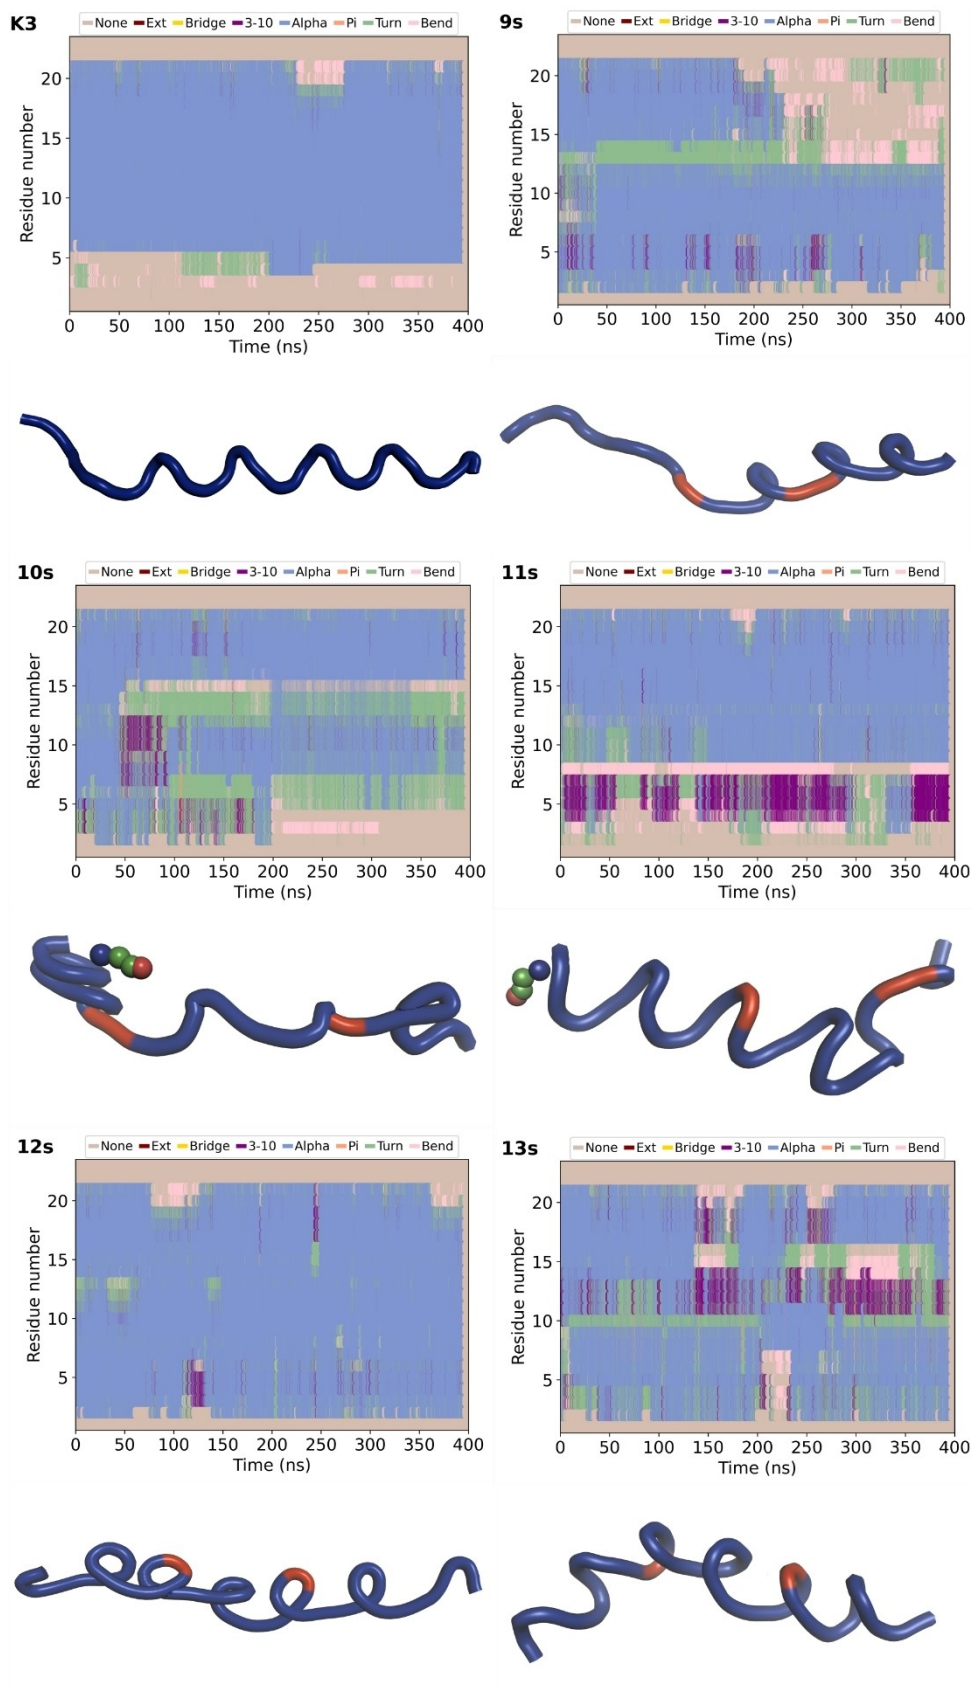 K3
None Ext Bridge 3-10 Alpha Pi Turn Bend
20
15
10
5
Residue number
0 50 100 150 200 250 300 350 400
Time (ns)
9s
None Ext Bridge 3-10 Alpha Pi Turn Bend
20
15
10
5
Residue number
0 50 100 150 200 250 300 350 400
Time (ns)
10s
None Ext Bridge 3-10 Alpha Pi Turn Bend
20
15
10
5
Residue number
0 50 100 150 200 250 300 350 400
Time (ns)
11s
None Ext Bridge 3-10 Alpha Pi Turn Bend
20
15
10
5
Residue number
0 50 100 150 200 250 300 350 400
Time (ns)
12s
None Ext Bridge 3-10 Alpha Pi Turn Bend
20
15
10
5
Residue number
0 50 100 150 200 250 300 350 400
Time (ns)
13s
None Ext Bridge 3-10 Alpha Pi Turn Bend
20
15
10
5
Residue number
0 50 100 150 200 250 300 350 400
Time (ns)